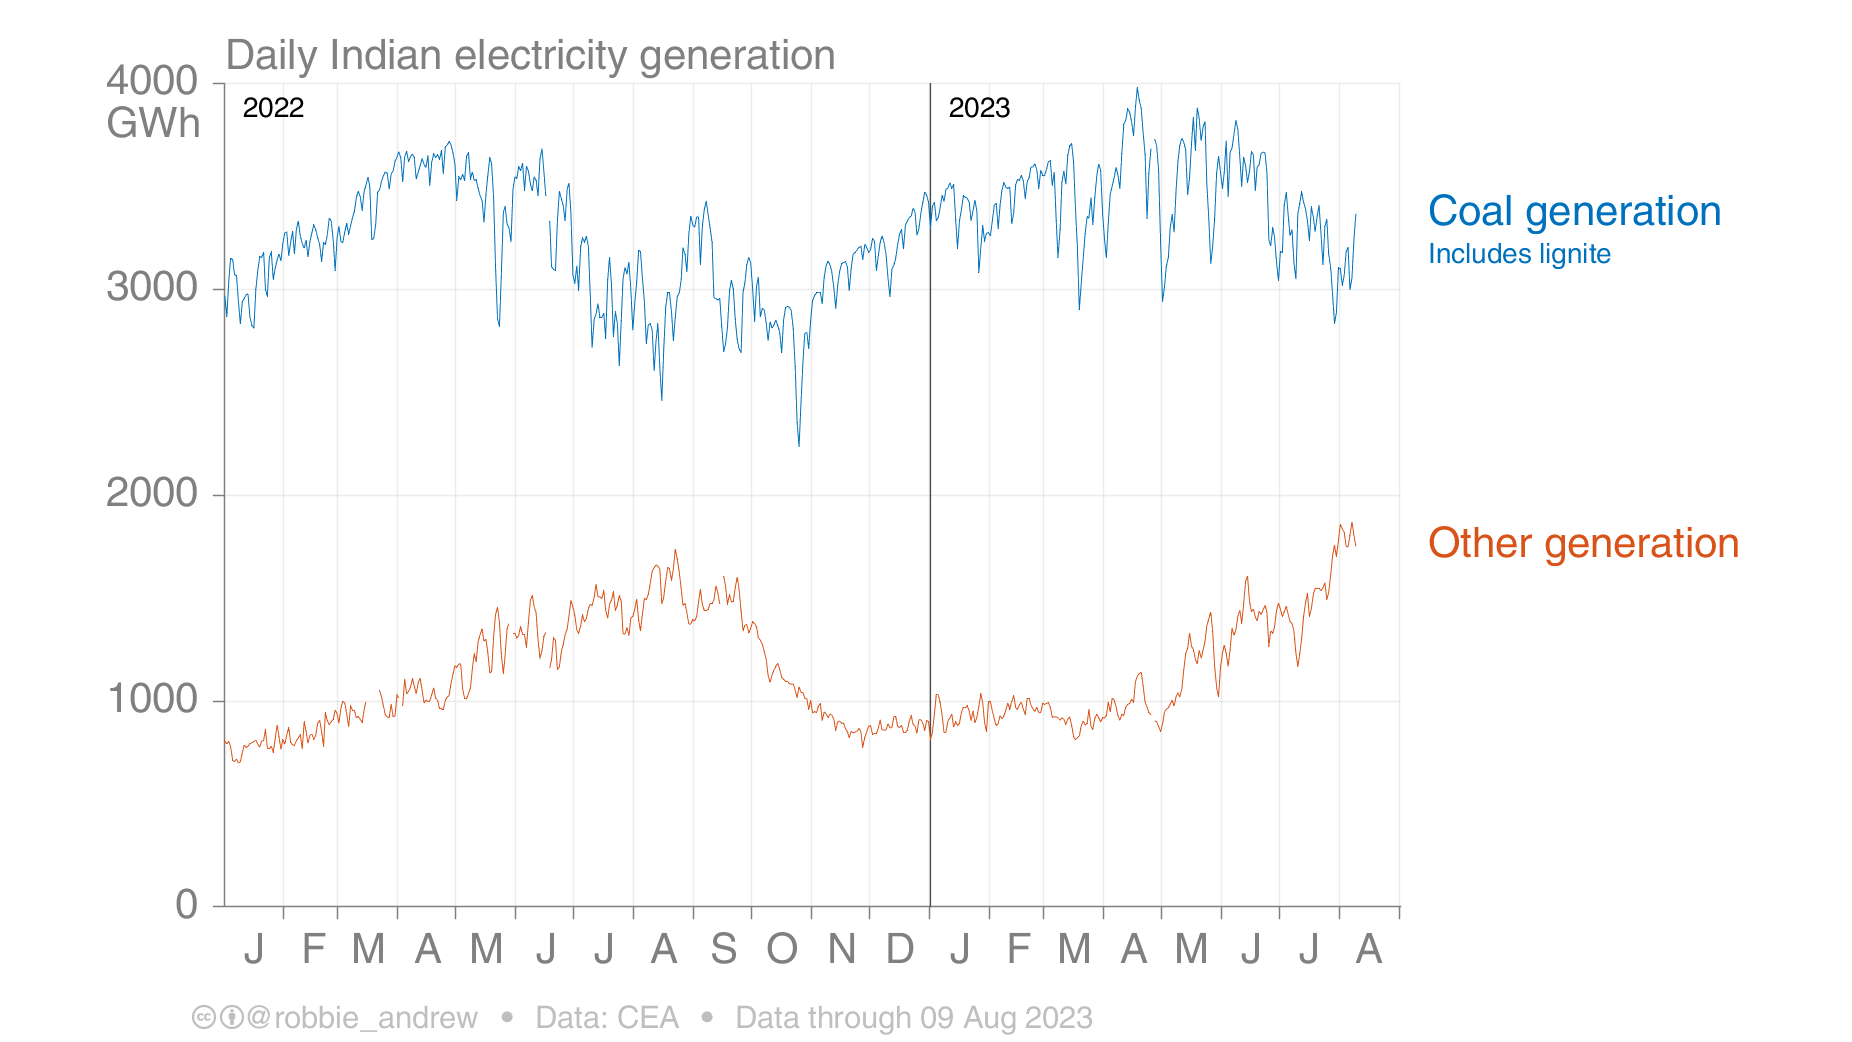 Daily Indian electricity generation
4000
GWh
2022
2023
3000
2000
1000
0
Coal generation
Includes lignite
Other generation
J F M A M J J A S O N D J F M A M J J A
@robbie_andrew • Data: CEA • Data through 09 Aug 2023